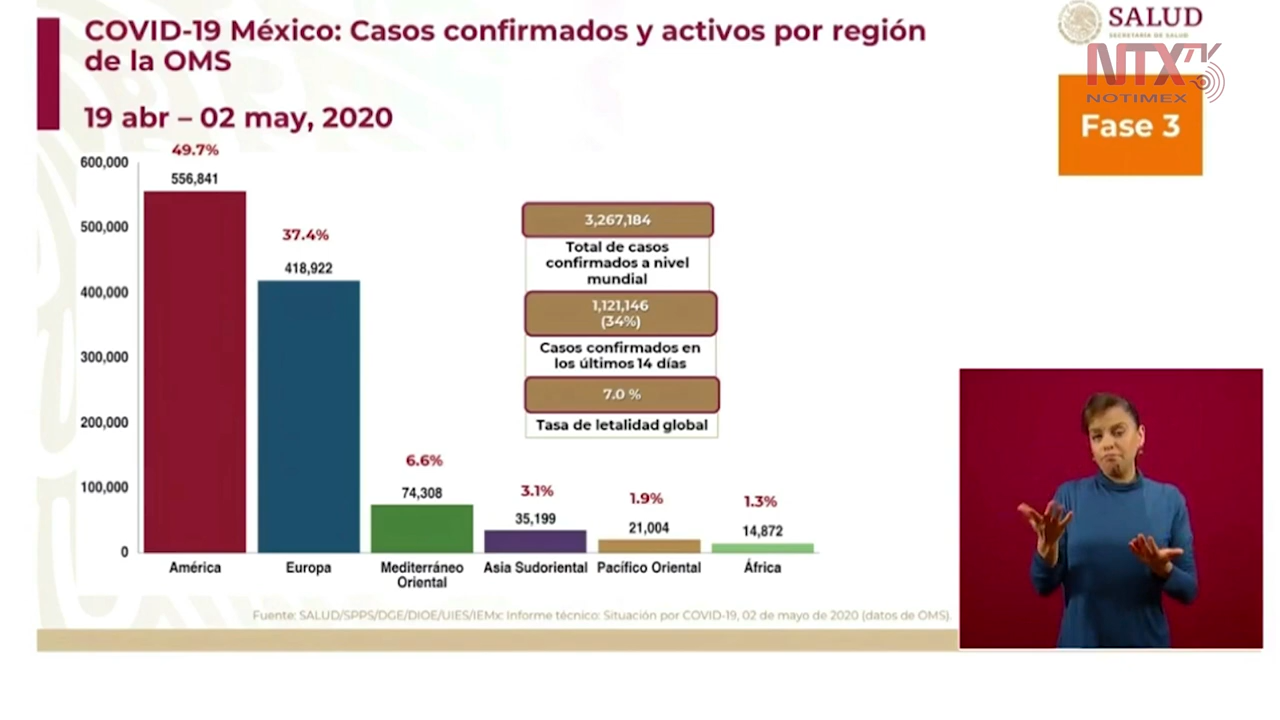 COVID-19 México: Casos confirmados y activos por región
de la OMS
19 abr – 02 may, 2020
SALUD
SECRETARÍA DE SALUD
NTX
NOTIMEX
Fase 3
600,000
500,000
400,000
300,000
200,000
100,000
0
49.7%
556,841
37.4%
418,922
6.6%
74,308
3.1%
35,199
1.9%
21,004
1.3%
14,872
América
Europa
Mediterráneo
Oriental
Asia Sudoriental
Pacífico Oriental
África
3,267,184
Total de casos
confirmados a nivel
mundial
1,121,146
(34%)
Casos confirmados en
los últimos 14 días
7.0 %
Tasa de letalidad global
Fuente: SALUD/SPPS/DGE/DIOE/UIES/IEMx: Informe técnico: Situación por COVID-19, 02 de mayo de 2020 (datos de OMS).